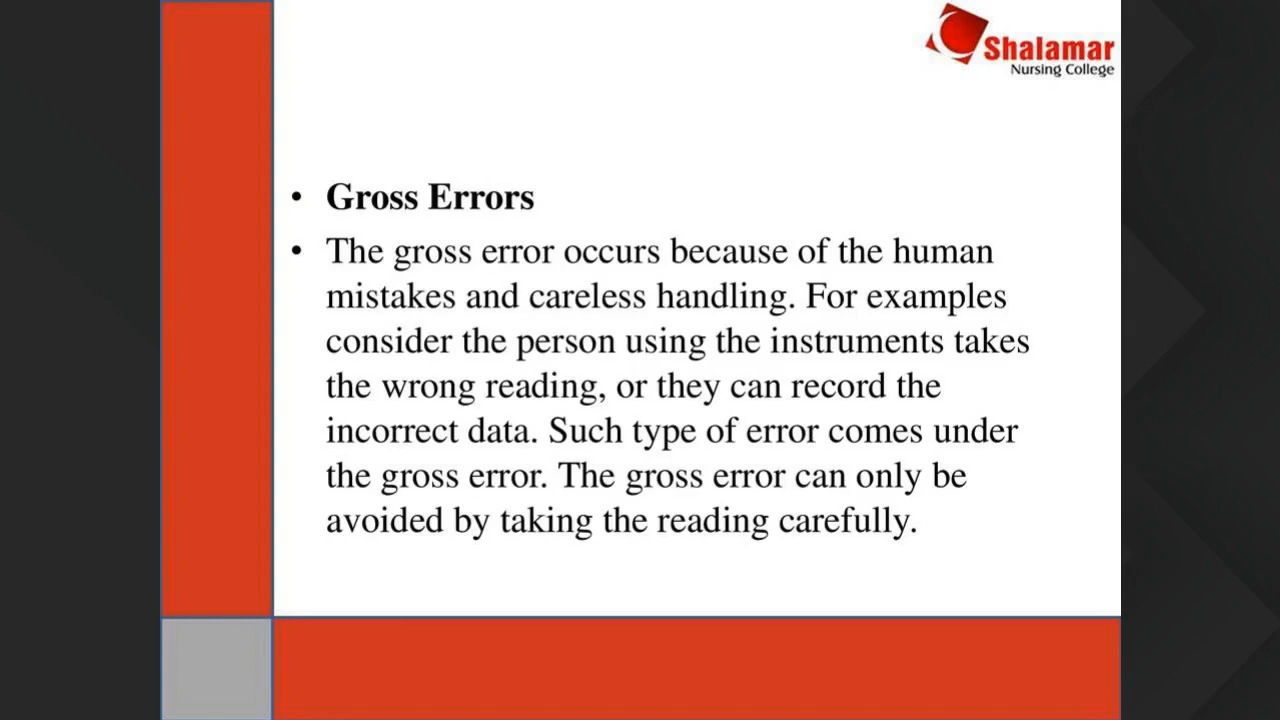 Shalamar
Nursing College
• Gross Errors
• The gross error occurs because of the human
mistakes and careless handling. For examples
consider the person using the instruments takes
the wrong reading, or they can record the
incorrect data. Such type of error comes under
the gross error. The gross error can only be
avoided by taking the reading carefully.